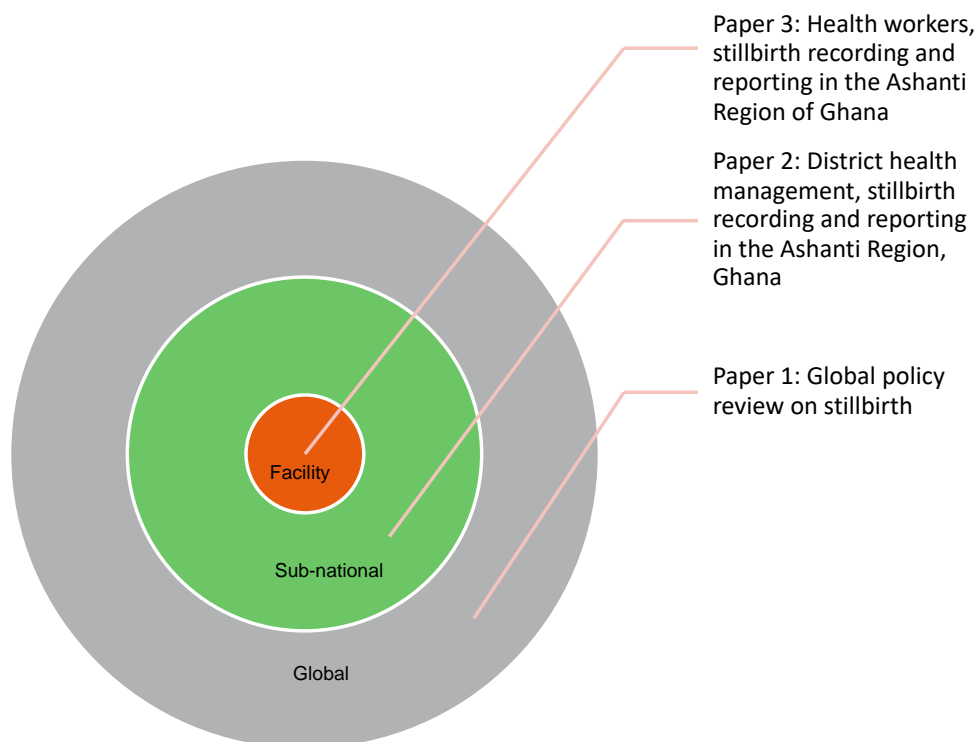 Paper 3: Health workers,
stillbirth recording and
reporting in the Ashanti
Region of Ghana
Paper 2: District health
management, stillbirth
recording and reporting
in the Ashanti Region,
Ghana
Paper 1: Global policy
review on stillbirth
Facility
Sub-national
Global